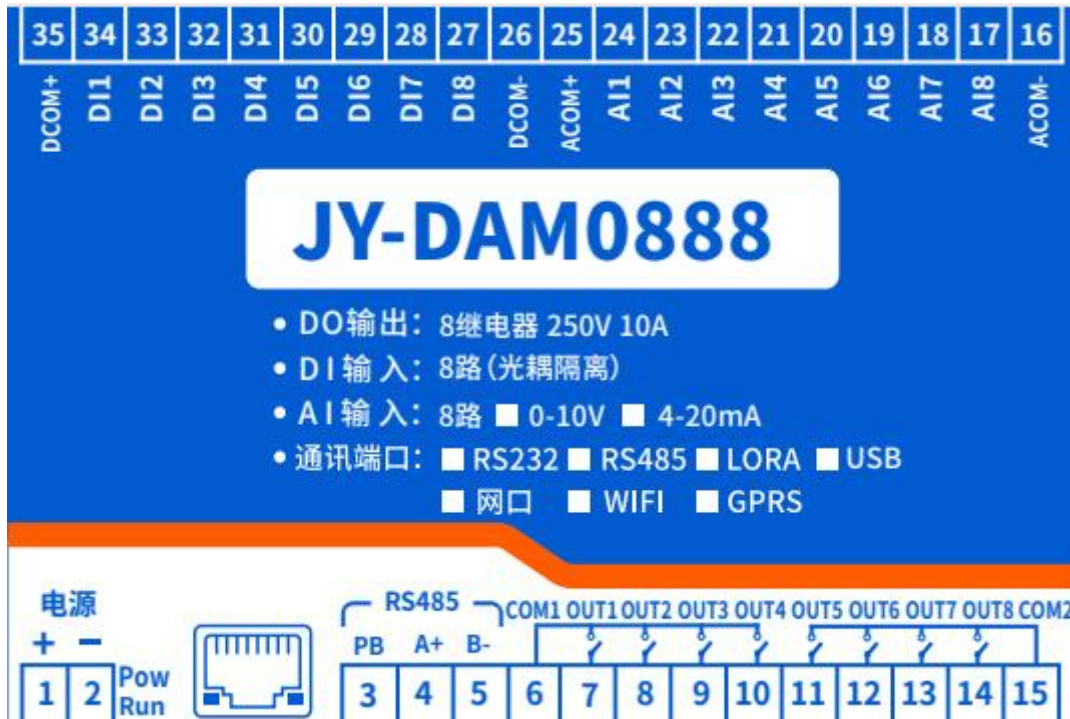 35 34 33 32 31 30 29 28 27 26 25 24 23 22 21 20 19 18 17 16
DCOM+ DI1 DI2 DI3 DI4 DI5 DI6 DI7 DI8 DCOM- ACOM+ AI1 AI2 AI3 AI4 AI5 AI6 AI7 AI8 ACOM-
JY-DAM0888
• DO输出：8继电器 250V 10A
• DI输入：8路（光耦隔离）
• AI输入：8路 ■ 0-10V ■ 4-20mA
• 通讯端口：■ RS232 ■ RS485 ■ LORA ■ USB
■ 网口 ■ WIFI ■ GPRS
电源 RS485 COM1 OUT1 OUT2 OUT3 OUT4 OUT5 OUT6 OUT7 OUT8 COM2
+ − PB A+ B-
1 2 Pow 3 4 5 6 7 8 9 10 11 12 13 14 15
Run